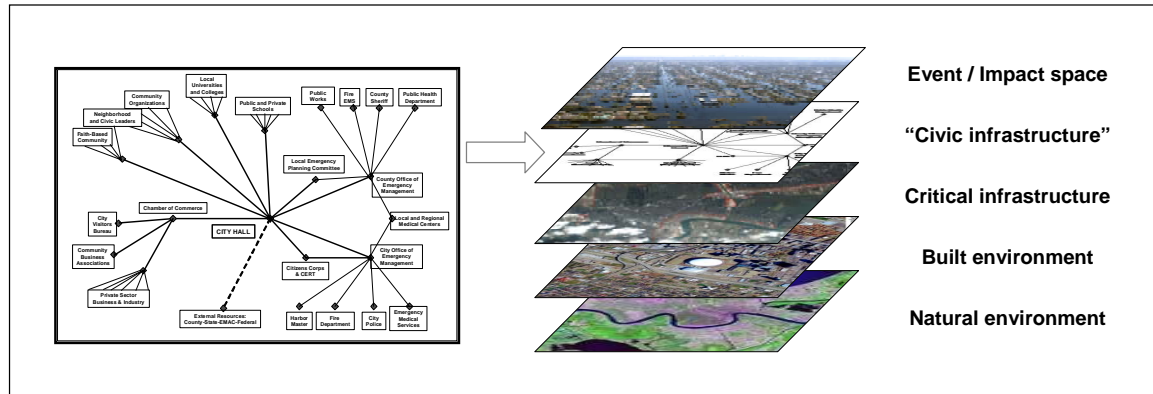 Local
Universities
and Colleges
Community
Organizations
Neighborhood
and Civic Leaders
Faith-Based
Community
Public and Private
Schools
Public
Works
Fire
EMS
County
Sheriff
Public Health
Department
Local Emergency
Planning Committee
County Office of
Emergency
Management
Chamber of Commerce
City
Visitors
Bureau
Community
Business
Associations
Private Sector
Business & Industry
CITY HALL
Local and Regional
Medical Centers
City Office of
Emergency
Management
Citizens Corps
& CERT
External Resources:
County-State-EMAC-Federal
Harbor
Master
Fire
Department
City
Police
Emergency
Medical
Services
Event / Impact space
“Civic infrastructure”
Critical infrastructure
Built environment
Natural environment